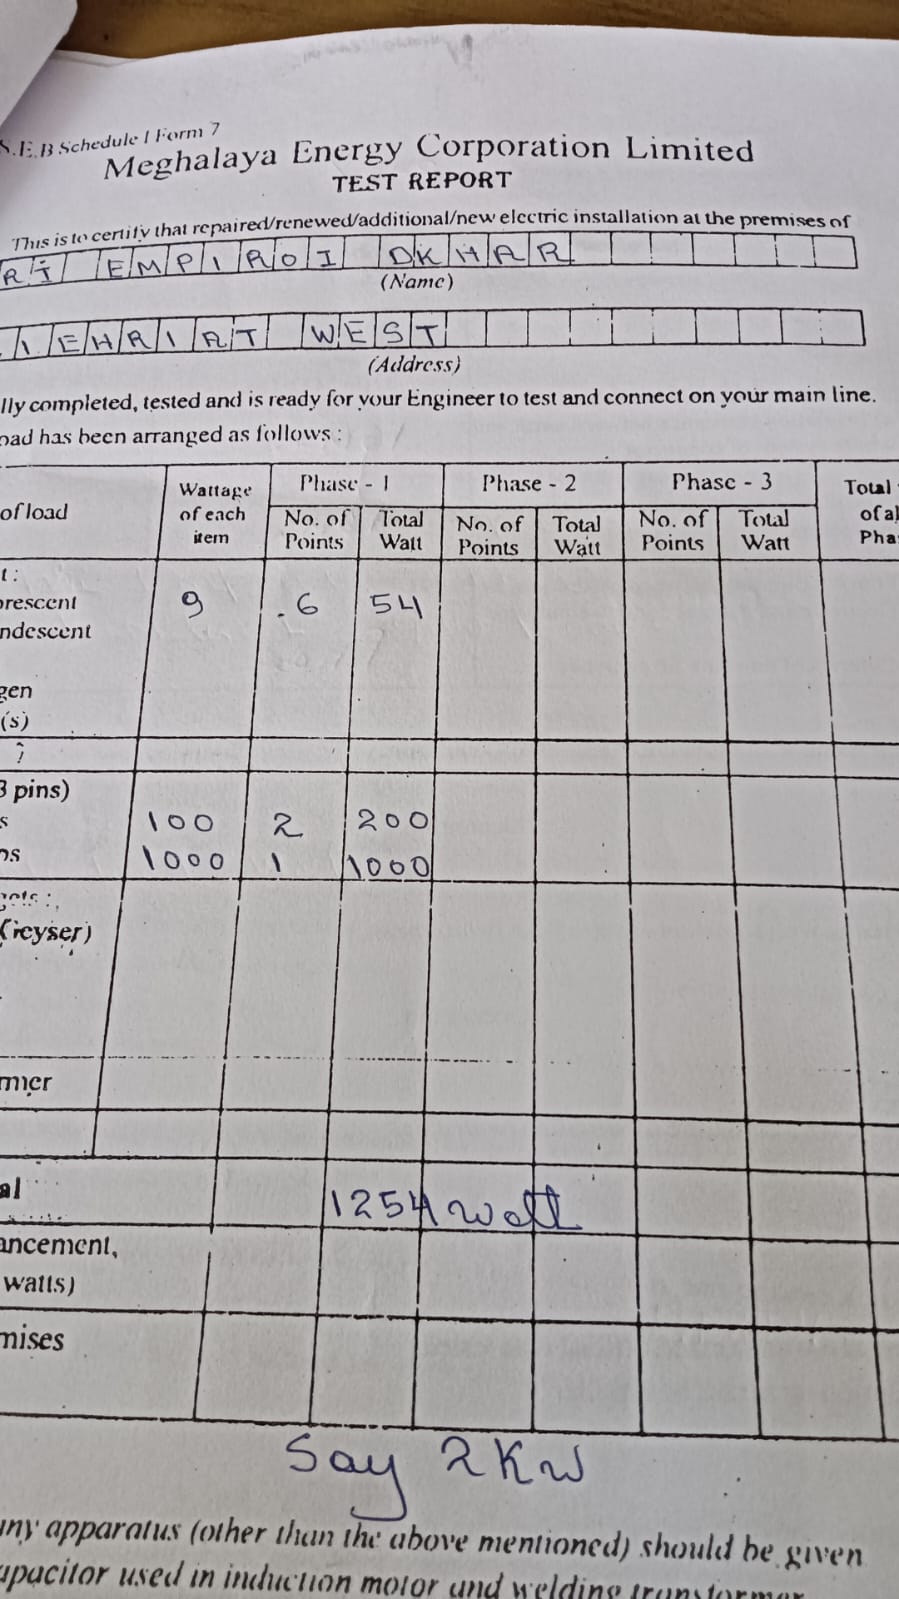 S.E.B Schedule I Form 7
Meghalaya Energy Corporation Limited
TEST REPORT
This is to certify that repaired/renewed/additional/new electric installation at the premises of
RI EMPIROI DKHAR
(Name)
IEHRIAT WEST
(Address)
lly completed, tested and is ready for your Engineer to test and connect on your main line.
oad has been arranged as follows :
of load Wattage of each item Phase - 1 Phase - 2 Phase - 3 Total
No. of Points Total Watt No. of Points Total Watt No. of Points Total Watt of al Pha
t :
orescent 9 6 54
ndescent
gen
(s)
3 pins)
s 100 2 200
ns 1000 1 1000
Geyser)
mer
al 1254 watt
ancement,
watts)
mises
Say 2 KW
any apparatus (other than the above mentioned) should be given
apacitor used in induction motor and welding transformer